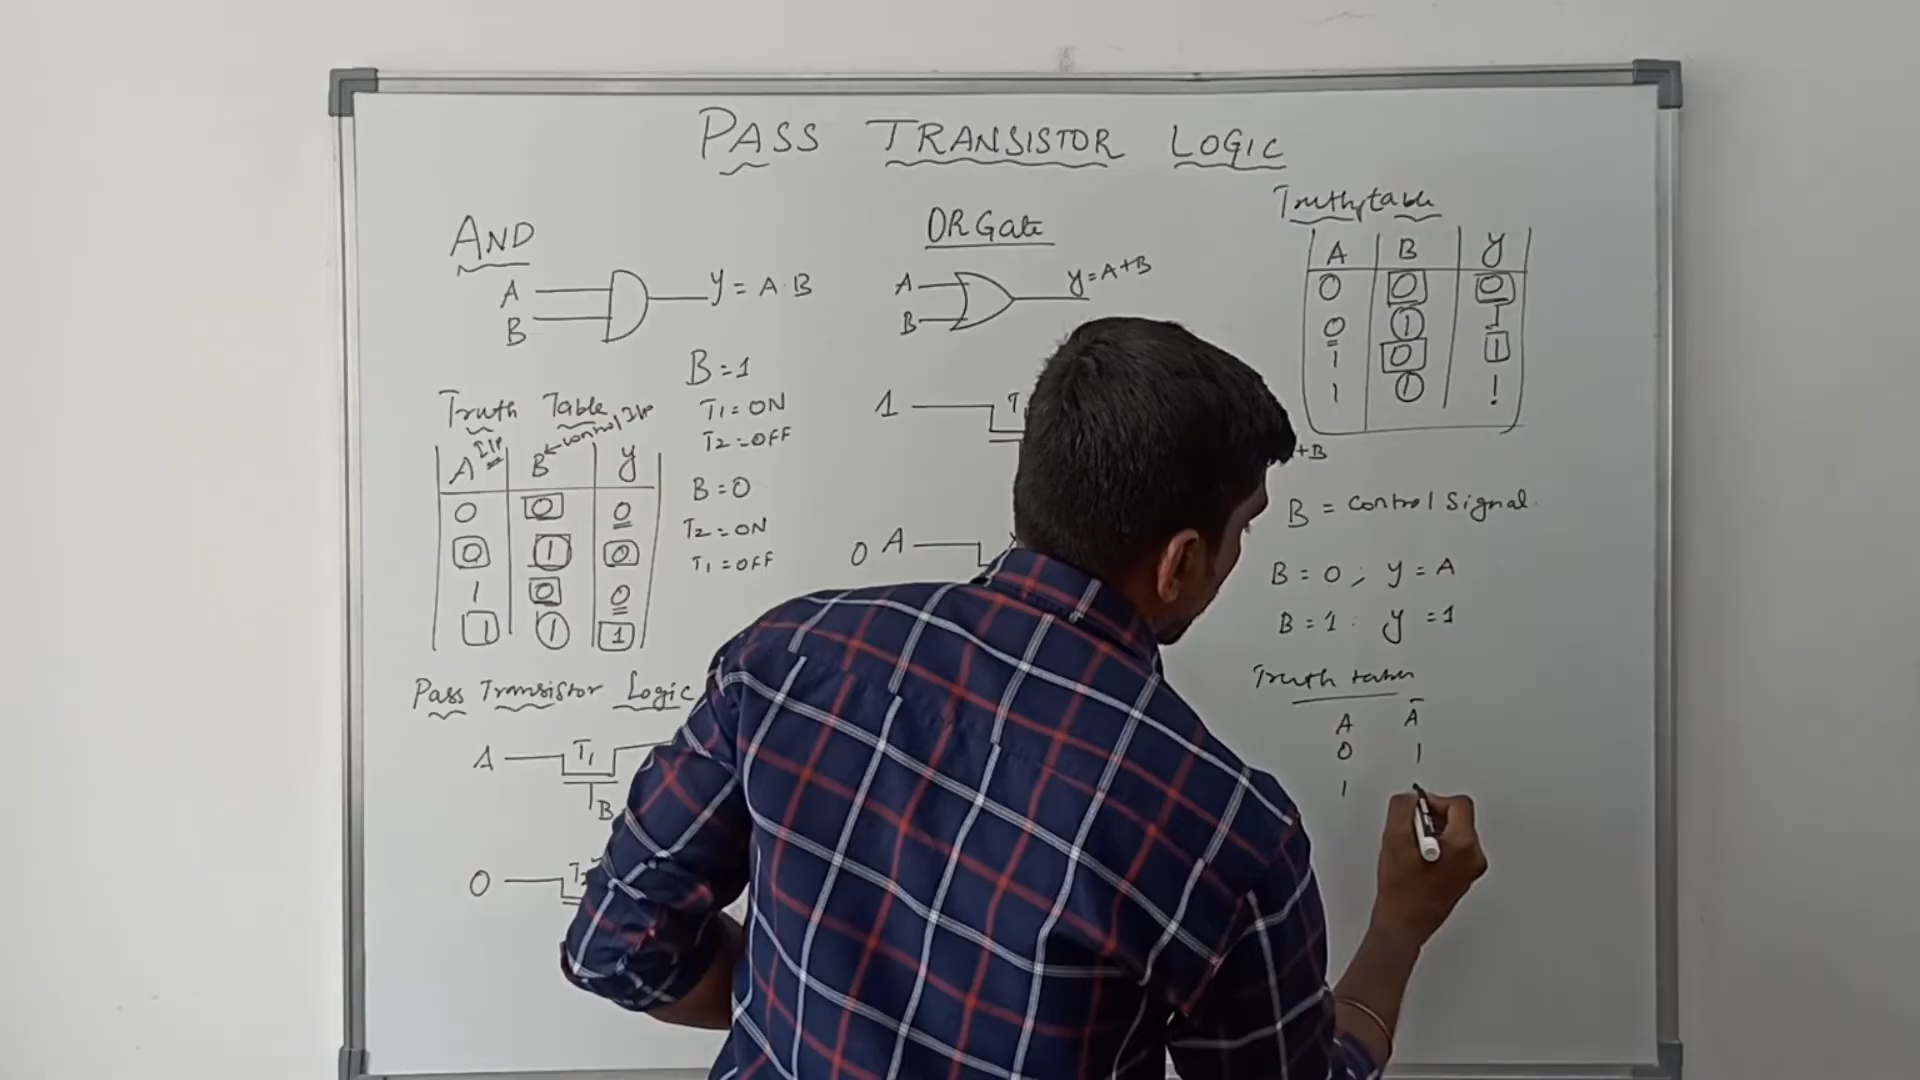 PASS TRANSISTOR LOGIC
AND
A
B
y = A·B
Truth Table
A I/P B control I/P y
0 0 0
0 1 0
1 0 0
1 1 1
B=1
T1=ON
T2=OFF
B=0
T2=ON
T1=OFF
Pass Transistor Logic
A T1
B
0
OR Gate
A
B
y=A+B
1
0 A
Truth table
A B y
0 0 0
0 1 1
1 0 1
1 1 1
+B
B = control signal
B = 0; y = A
B = 1: y = 1
Truth
A Ā
0 1
1